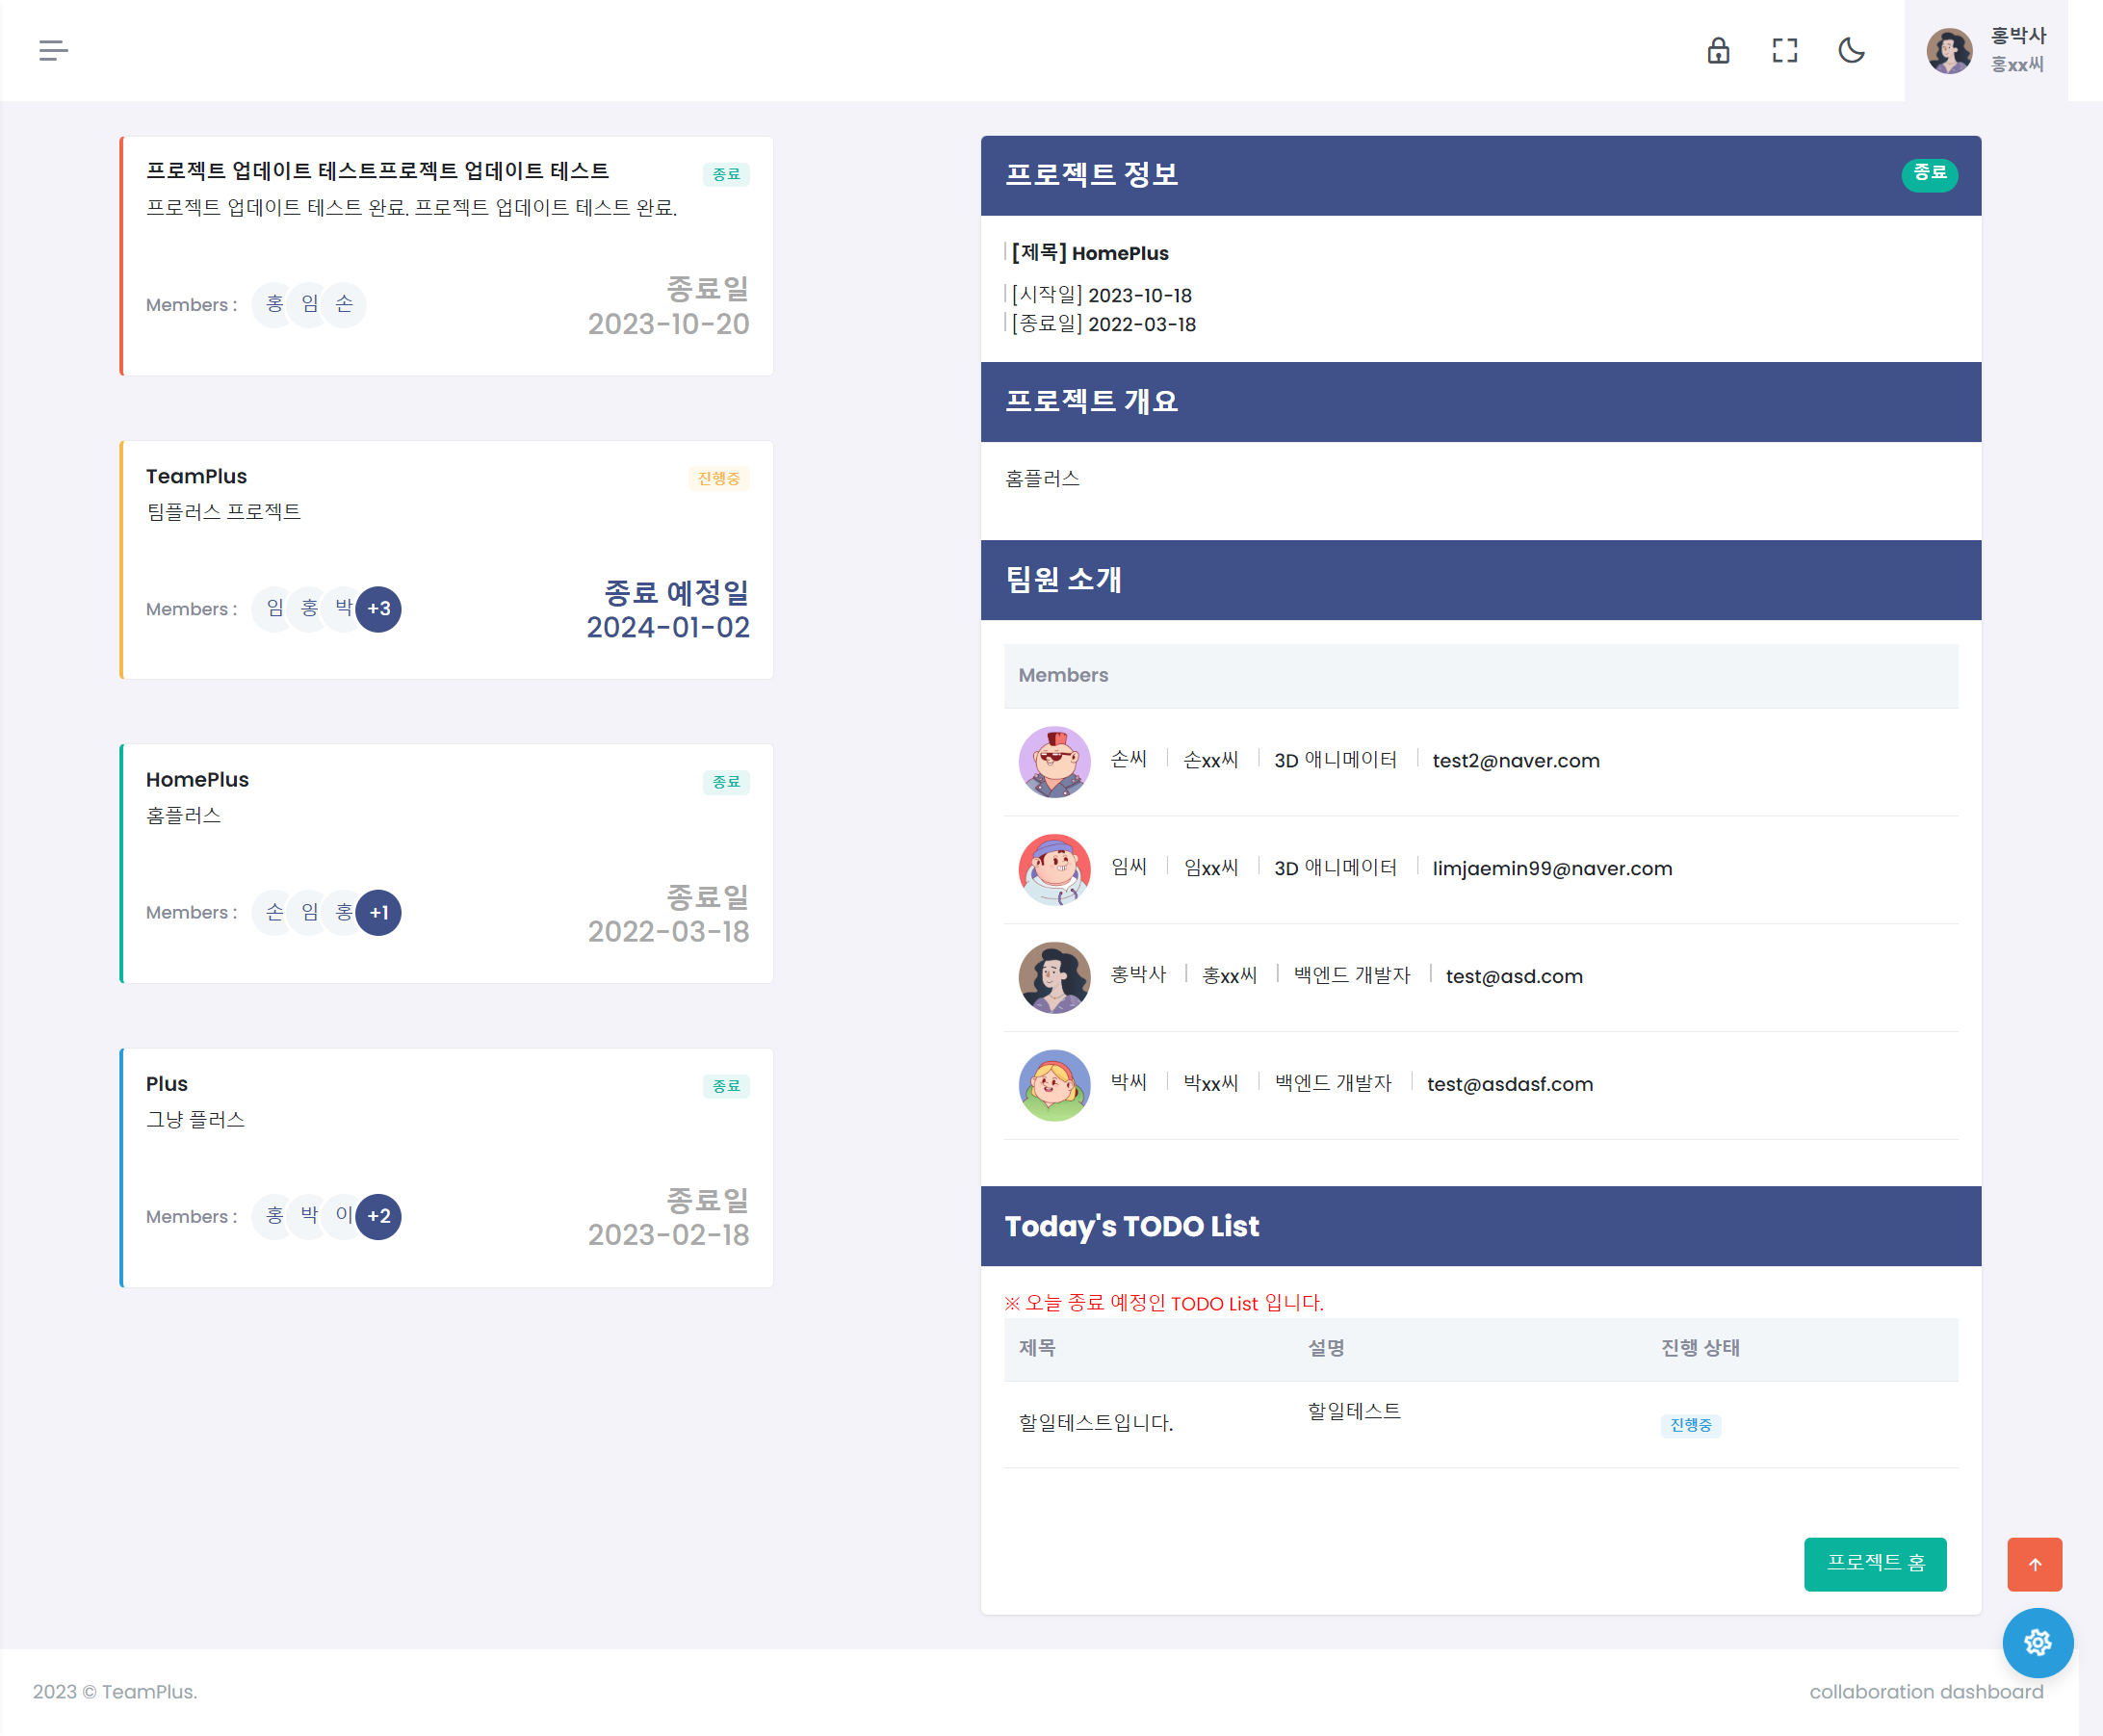 홍박사
홍xx씨
프로젝트 업데이트 테스트프로젝트 업데이트 테스트
종료
프로젝트 업데이트 테스트 완료. 프로젝트 업데이트 테스트 완료.
Members : 홍 임 손
종료일
2023-10-20
TeamPlus
진행중
팀플러스 프로젝트
Members : 임 홍 박 +3
종료 예정일
2024-01-02
HomePlus
종료
홈플러스
Members : 손 임 홍 +1
종료일
2022-03-18
Plus
종료
그냥 플러스
Members : 홍 박 이 +2
종료일
2023-02-18
프로젝트 정보
종료
[제목] HomePlus
[시작일] 2023-10-18
[종료일] 2022-03-18
프로젝트 개요
홈플러스
팀원 소개
Members
손씨 손xx씨 3D 애니메이터 test2@naver.com
임씨 임xx씨 3D 애니메이터 limjaemin99@naver.com
홍박사 홍xx씨 백엔드 개발자 test@asd.com
박씨 박xx씨 백엔드 개발자 test@asdasf.com
Today's TODO List
※ 오늘 종료 예정인 TODO List 입니다.
제목 설명 진행 상태
할일테스트입니다. 할일테스트 진행중
프로젝트 홈
2023 © TeamPlus.
collaboration dashboard